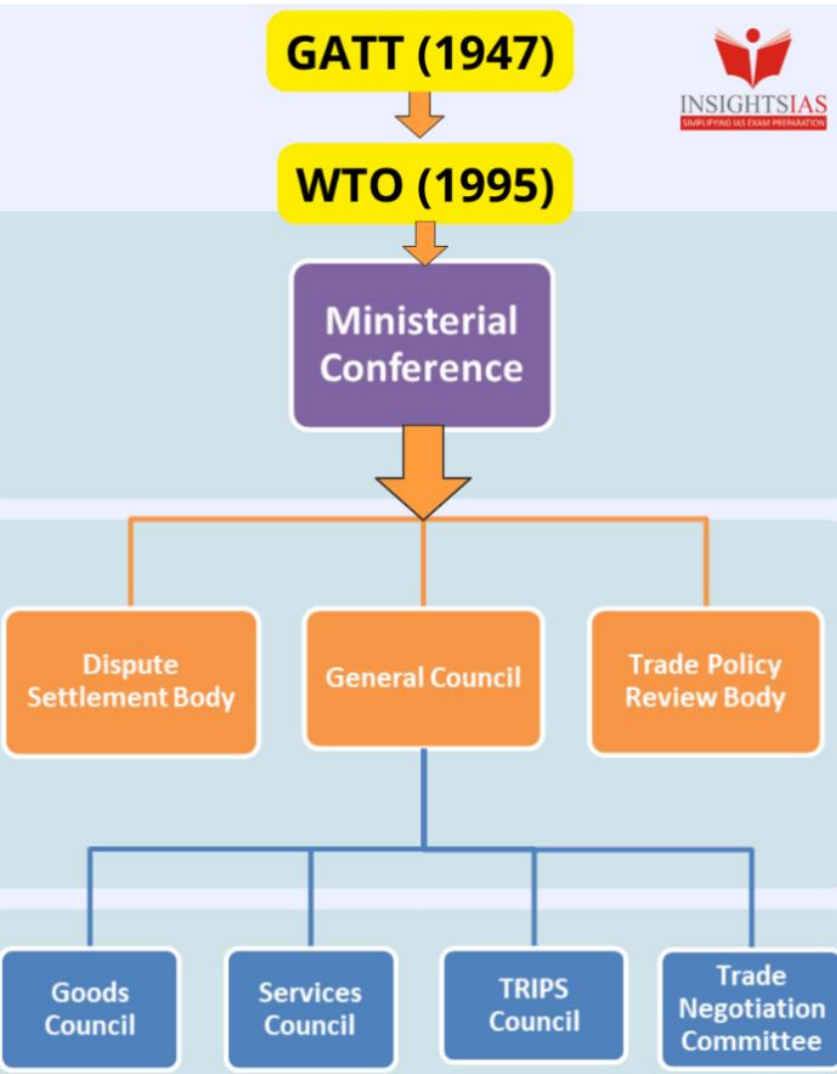 GATT (1947)
INSIGHTSIAS
SIMPLIFYING IAS EXAM PREPARATION
WTO (1995)
Ministerial
Conference
Dispute
Settlement Body
General Council
Trade Policy
Review Body
Goods
Council
Services
Council
TRIPS
Council
Trade
Negotiation
Committee